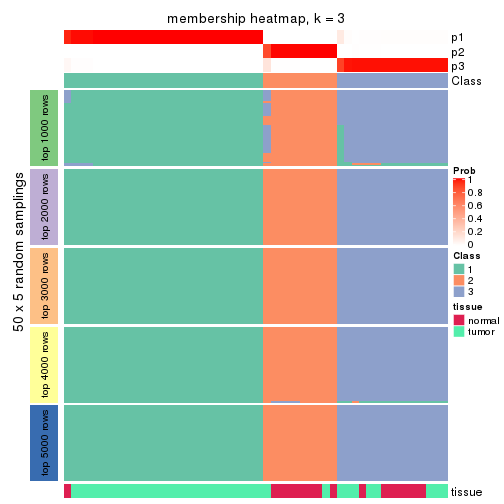 membership heatmap, k = 3
p1
p2
p3
Class
50 x 5 random samplings
top 1000 rows
top 2000 rows
top 3000 rows
top 4000 rows
top 5000 rows
Prob
1
0.8
0.6
0.4
0.2
0
Class
1
2
3
tissue
normal
tumor
tissue